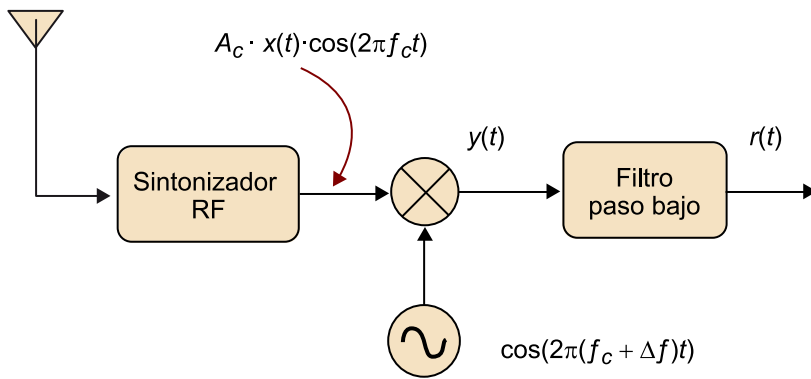 A_c · x(t)·cos(2πf_ct)
y(t)
r(t)
Sintonizador
RF
Filtro
paso bajo
cos(2π(f_c + Δf)t)